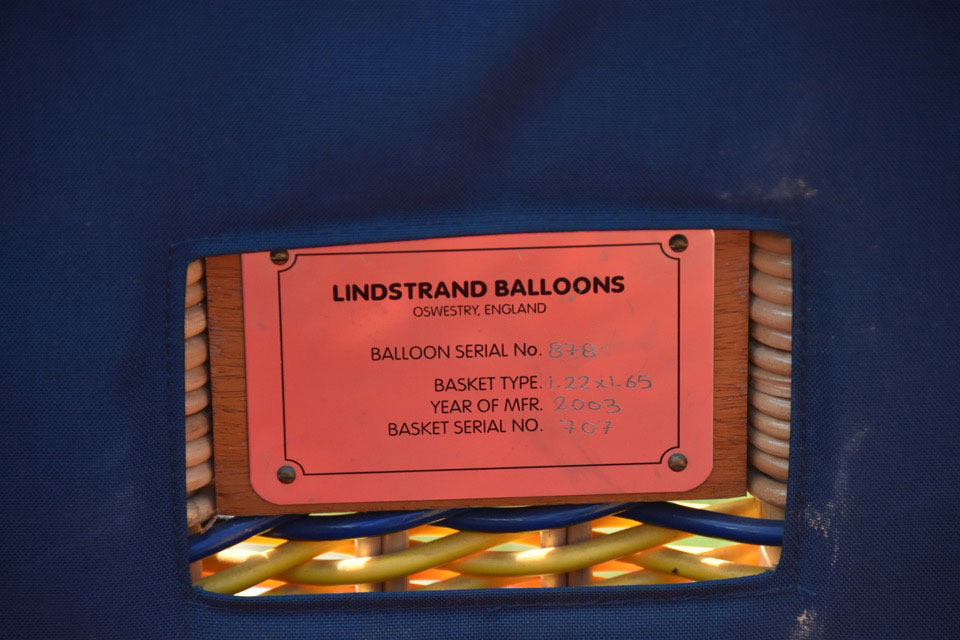 LINDSTRAND BALLOONS
OSWESTRY, ENGLAND
BALLOON SERIAL No. 878
BASKET TYPE. 1.22 x 1.65
YEAR OF MFR. 2003
BASKET SERIAL NO. 707